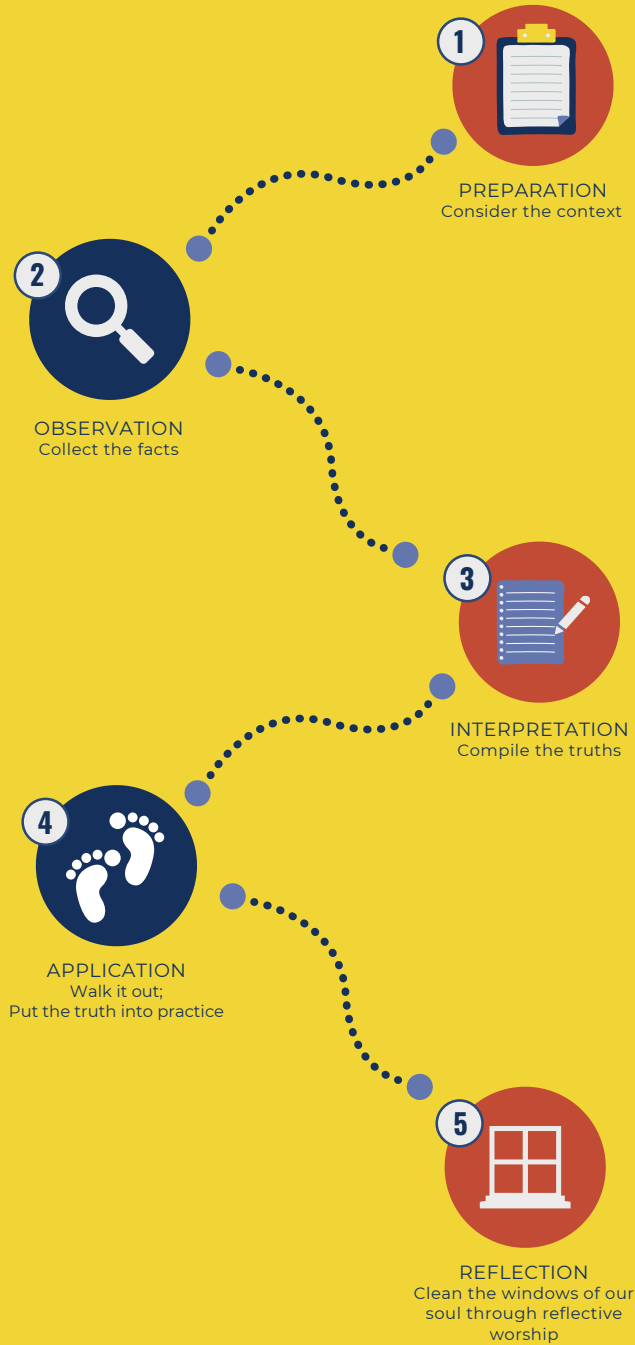 1
PREPARATION
Consider the context
2
OBSERVATION
Collect the facts
3
INTERPRETATION
Compile the truths
4
APPLICATION
Walk it out;
Put the truth into practice
5
REFLECTION
Clean the windows of our
soul through reflective
worship